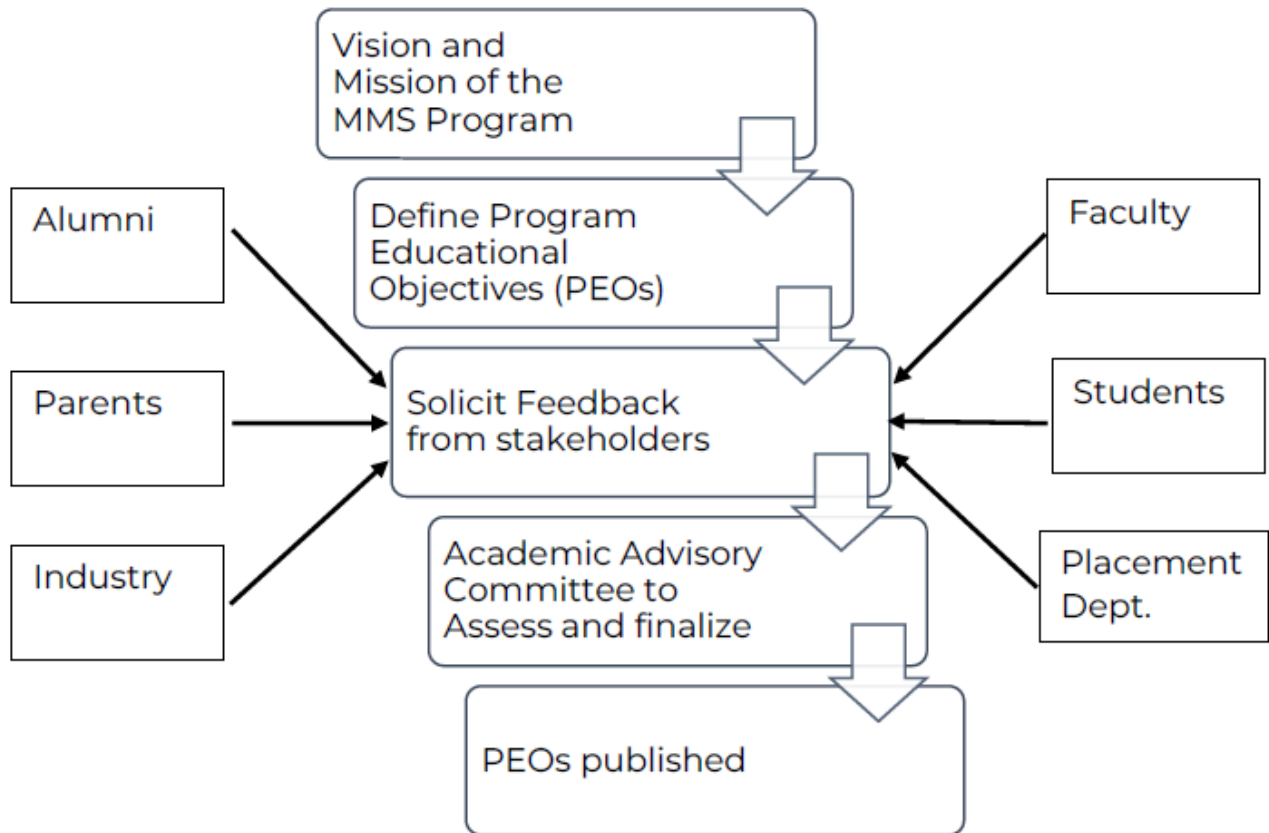 Vision and
Mission of the
MMS Program
Define Program
Educational
Objectives (PEOs)
Alumni
Faculty
Solicit Feedback
from stakeholders
Parents
Students
Industry
Placement
Dept.
Academic Advisory
Committee to
Assess and finalize
PEOs published